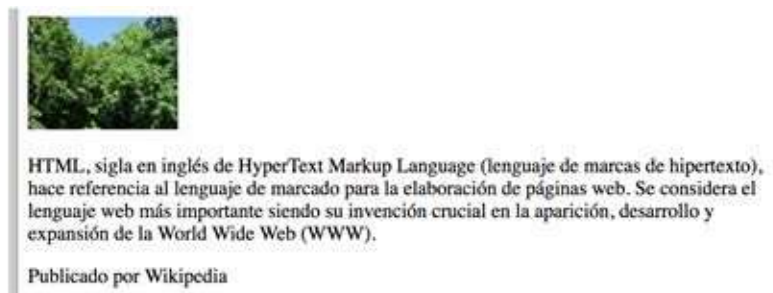 HTML, sigla en inglés de HyperText Markup Language (lenguaje de marcas de hipertexto),
hace referencia al lenguaje de marcado para la elaboración de páginas web. Se considera el
lenguaje web más importante siendo su invención crucial en la aparición, desarrollo y
expansión de la World Wide Web (WWW).
Publicado por Wikipedia